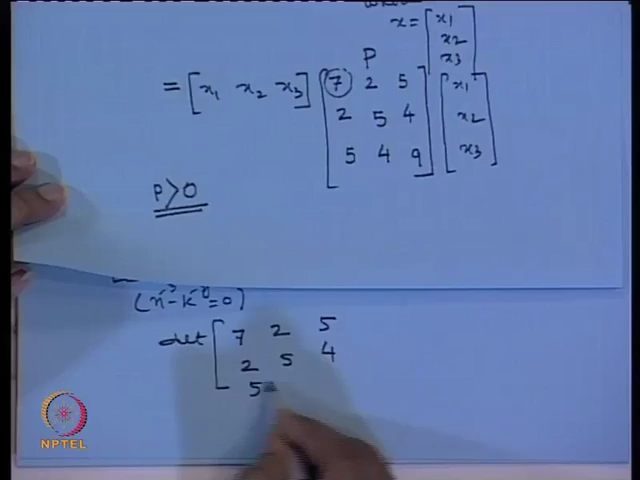 x = [x1
x2
x3]
P
= [x1 x2 x3] [7 2 5
2 5 4
5 4 9] [x1
x2
x3]
P>0
det [7 2 5
2 5 4
5
NPTEL